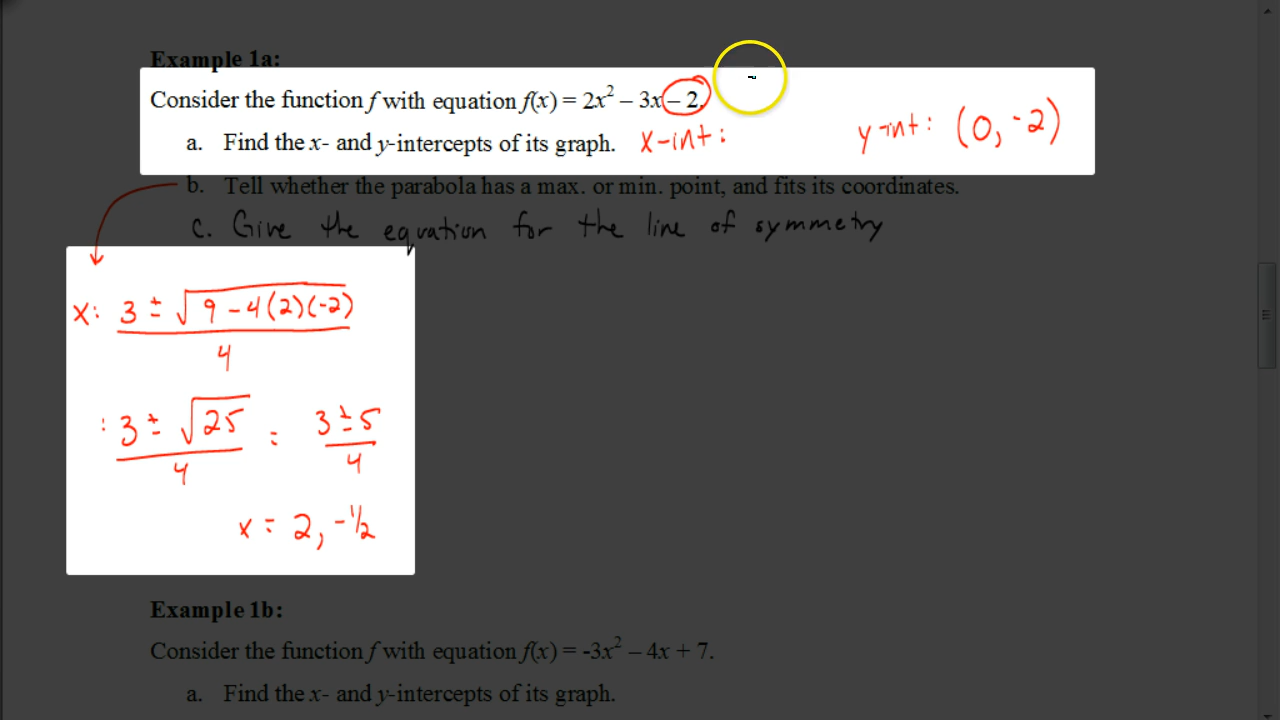 Example 1a:
Consider the function f with equation f(x) = 2x² – 3x – 2.
a. Find the x- and y-intercepts of its graph. x-int: y-int: (0, -2)
b. Tell whether the parabola has a max. or min. point, and fits its coordinates.
c. Give the equation for the line of symmetry
x: 3 ± √9 – 4(2)(-2)
4
: 3 ± √25 = 3 ± 5
4 4
x = 2, -½
Example 1b:
Consider the function f with equation f(x) = -3x² – 4x + 7.
a. Find the x- and y-intercepts of its graph.